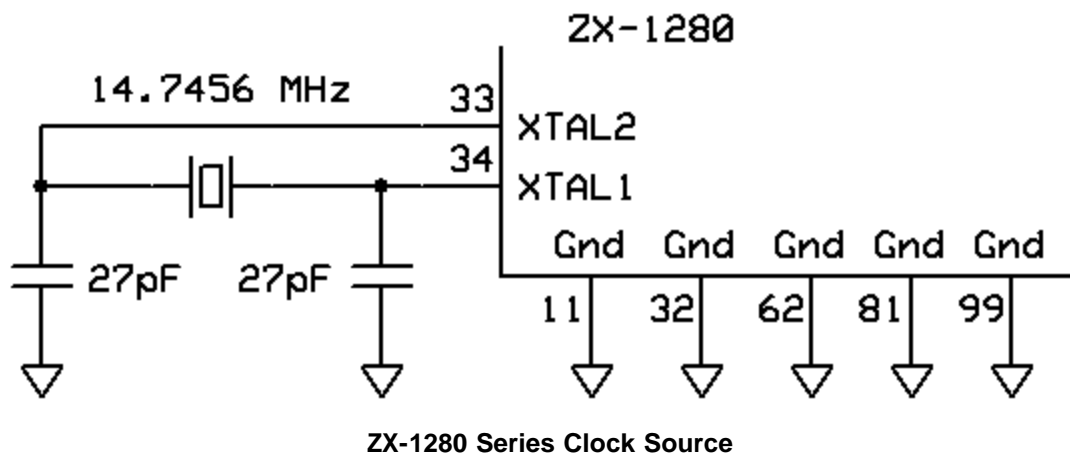 ZX-1280
14.7456 MHz
33
XTAL2
34
XTAL1
Gnd Gnd Gnd Gnd Gnd
27pF 27pF
11 32 62 81 99
ZX-1280 Series Clock Source